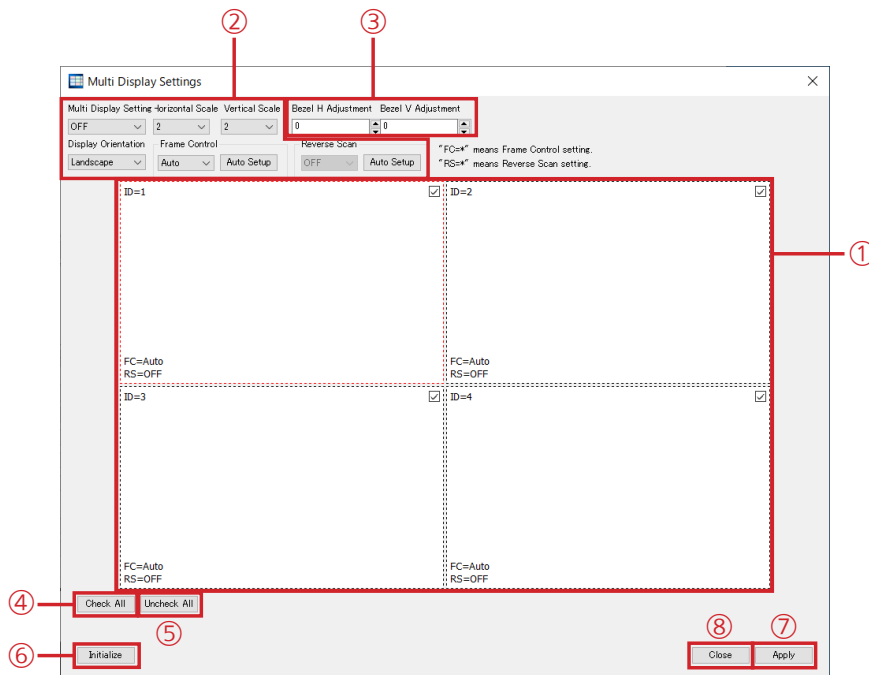 ② ③
Multi Display Settings
Multi Display Setting Horizontal Scale Vertical Scale Bezel H Adjustment Bezel V Adjustment
OFF 2 2 0 0
Display Orientation Frame Control Reverse Scan
"FC=*" means Frame Control setting.
Landscape Auto Auto Setup OFF Auto Setup "RS=*" means Reverse Scan setting.
ID=1 ID=2
①
FC=Auto FC=Auto
RS=OFF RS=OFF
ID=3 ID=4
FC=Auto FC=Auto
RS=OFF RS=OFF
④ Check All Uncheck All
⑤ ⑧ ⑦
⑥ Initialize Close Apply